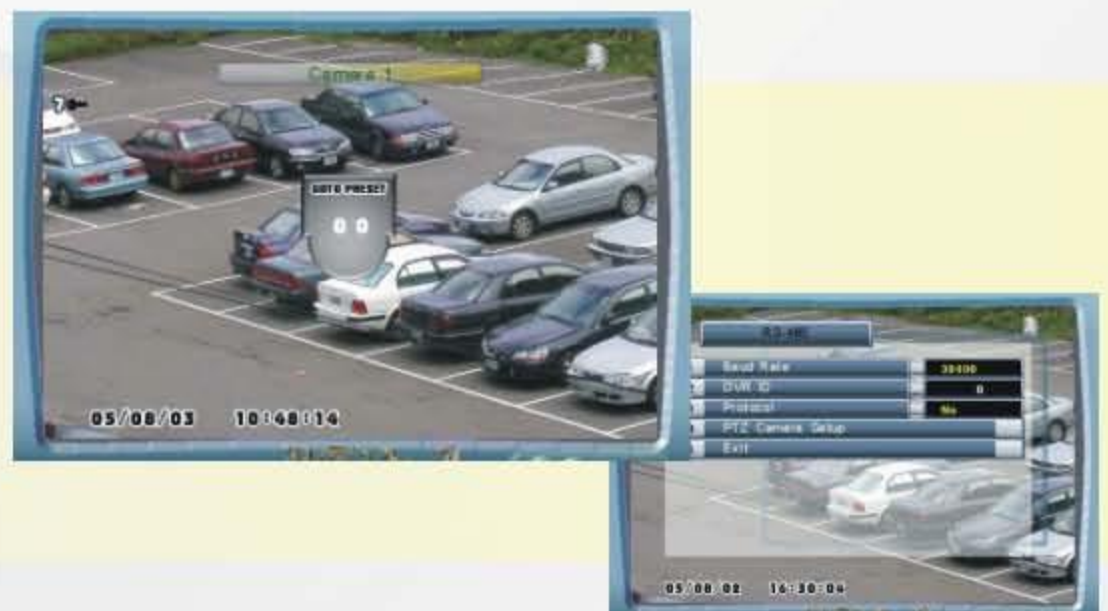 Camera 1
7
GOTO PRESET
0 0
05/08/03 10:48:14
RS-485
Baud Rate 38400
DVR ID 0
Protocol No
PTZ Camera Setup
Exit
05/08/02 16:30:04